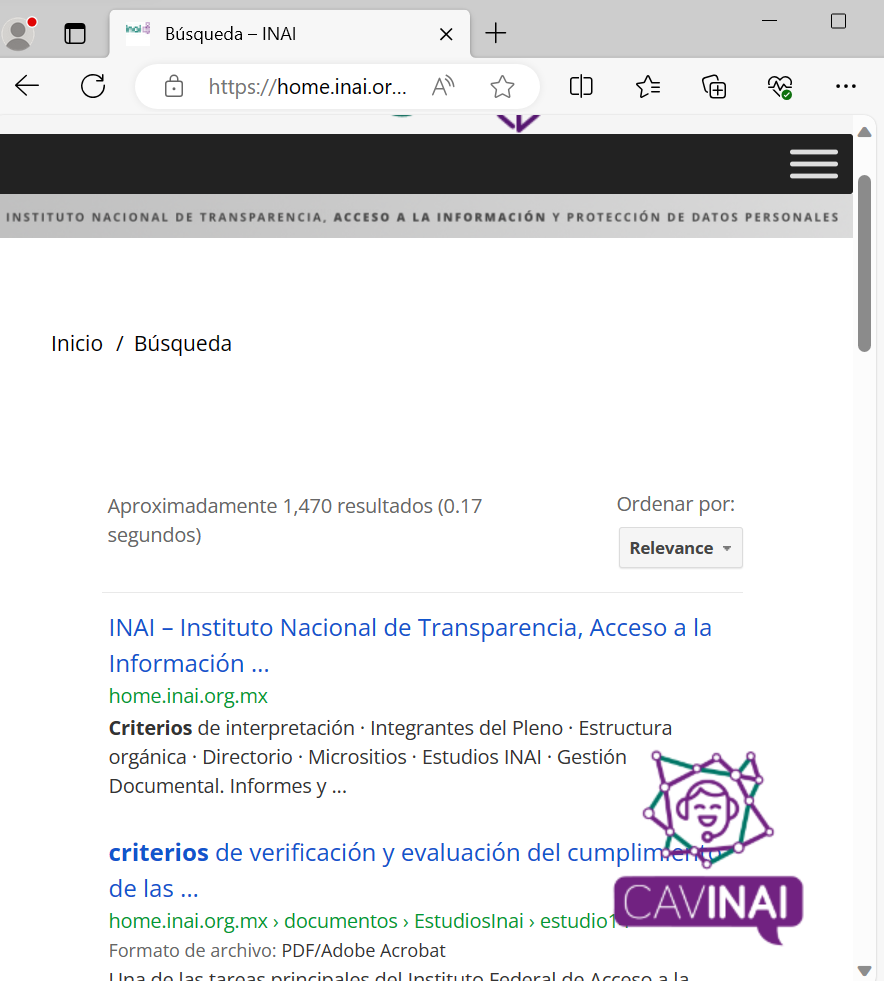 inai
Búsqueda – INAI
https://home.inai.or...
INSTITUTO NACIONAL DE TRANSPARENCIA, ACCESO A LA INFORMACIÓN Y PROTECCIÓN DE DATOS PERSONALES
Inicio / Búsqueda
Aproximadamente 1,470 resultados (0.17
segundos)
Ordenar por:
Relevance
INAI – Instituto Nacional de Transparencia, Acceso a la
Información ...
home.inai.org.mx
Criterios de interpretación · Integrantes del Pleno · Estructura
orgánica · Directorio · Micrositios · Estudios INAI · Gestión
Documental. Informes y ...
criterios de verificación y evaluación del cumplimiento
de las ...
home.inai.org.mx › documentos › EstudiosInai ›
Formato de archivo: PDF/Adobe Acrobat
Una de las tareas principales del Instituto Federal de Acceso a la
CAVINAI